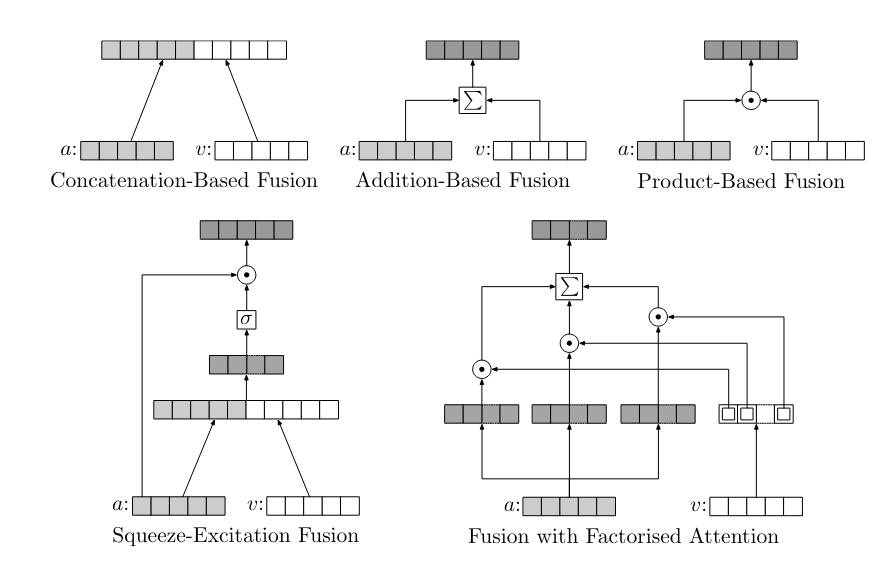 a: v: a: v: a: v:
Concatenation-Based Fusion Addition-Based Fusion Product-Based Fusion
∑
σ
∑
a: v: a: v:
Squeeze-Excitation Fusion Fusion with Factorised Attention